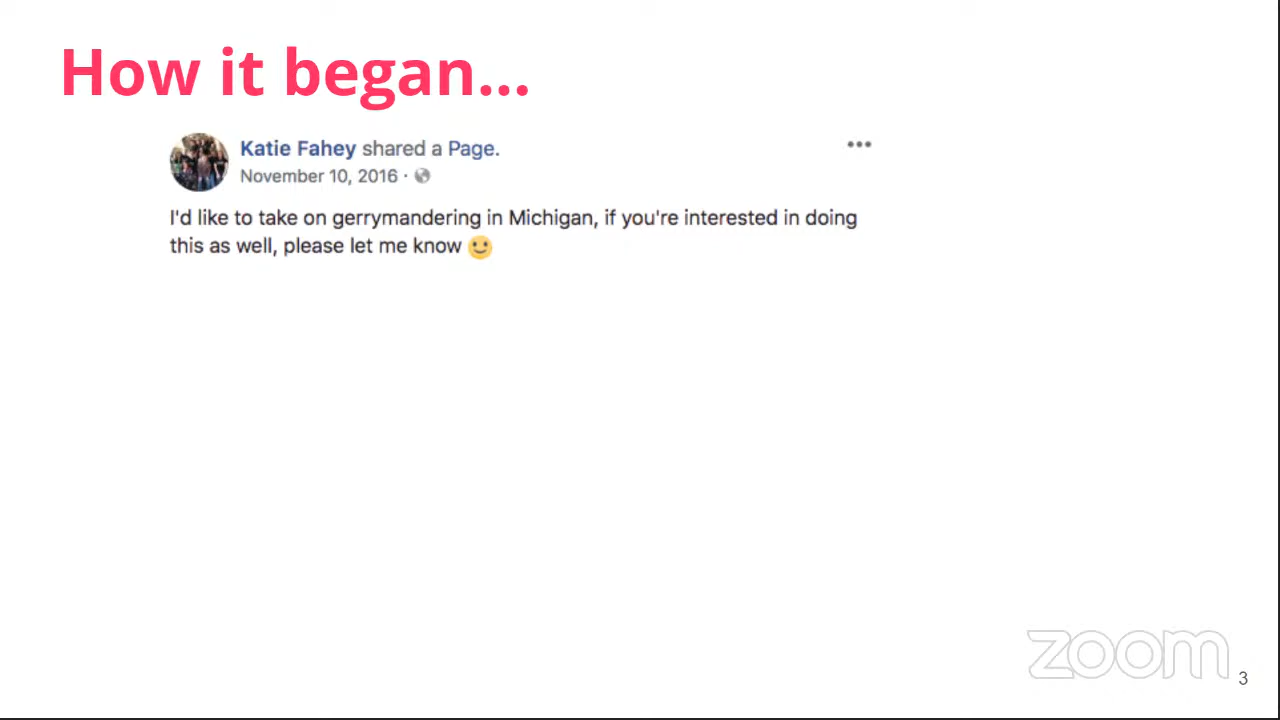 How it began...
Katie Fahey shared a Page.
November 10, 2016 ·
I'd like to take on gerrymandering in Michigan, if you're interested in doing
this as well, please let me know 🙂
zoom
3